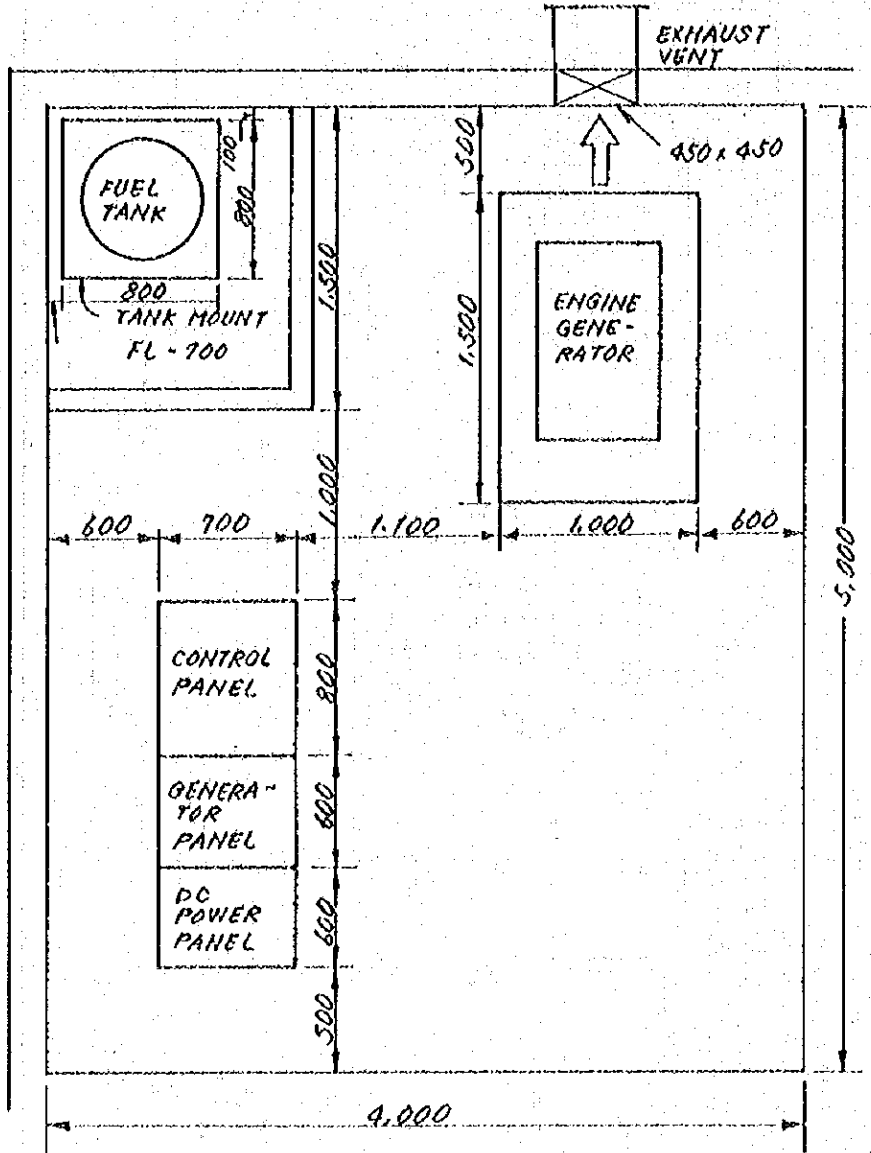 EXHAUST
VENT
450 x 450
FUEL
TANK
100
800
800
TANK MOUNT
FL - 700
1.500
500
1.500
ENGINE
GENE-
RATOR
1.000
600
700
1.100
1.000
600
5,000
CONTROL
PANEL
800
GENERA-
TOR
PANEL
600
DC
POWER
PANEL
600
500
4,000